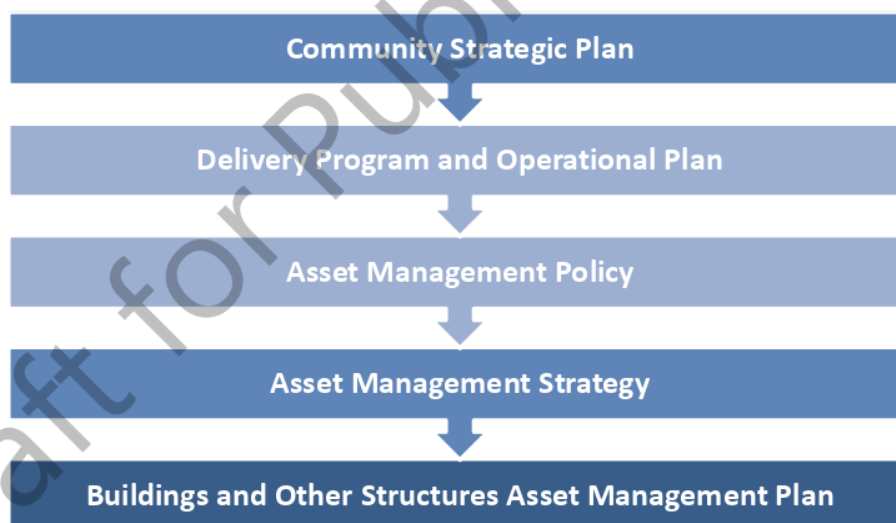 Community Strategic Plan
Delivery Program and Operational Plan
Asset Management Policy
Asset Management Strategy
Buildings and Other Structures Asset Management Plan
for